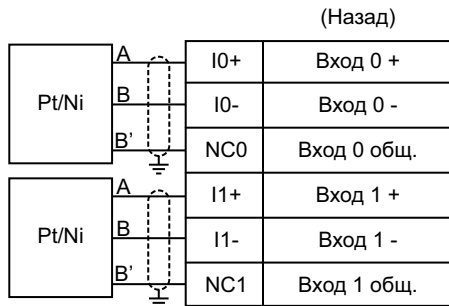 (Назад)
Pt/Ni
A
I0+ Вход 0 +
B
I0- Вход 0 -
B’
NC0 Вход 0 общ.
Pt/Ni
A
I1+ Вход 1 +
B
I1- Вход 1 -
B’
NC1 Вход 1 общ.